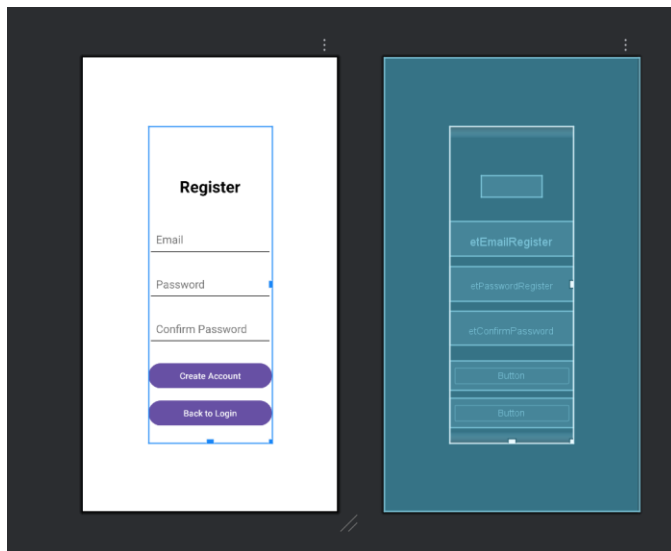 Register
Email
Password
Confirm Password
Create Account
Back to Login
etEmailRegister
etPasswordRegister
etConfirmPassword
Button
Button